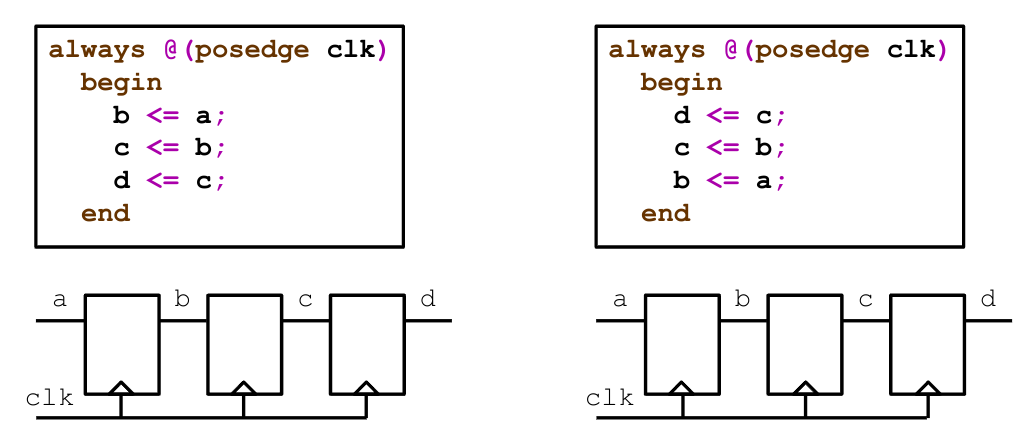 always @(posedge clk)
begin
b <= a;
c <= b;
d <= c;
end
a b c d
clk
always @(posedge clk)
begin
d <= c;
c <= b;
b <= a;
end
a b c d
clk